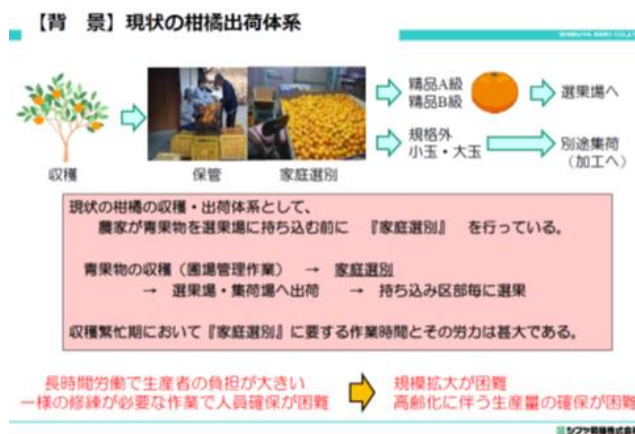 【背　景】現状の柑橘出荷体系
SHIBUYA SEIKI CO.,LTD
精品A級
精品B級
選果場へ
規格外
小玉・大玉
別途集荷
（加工へ）
収穫
保管
家庭選別
現状の柑橘の収穫・出荷体系として、
農家が青果物を選果場に持ち込む前に　『家庭選別』　を行っている。
青果物の収穫（圃場管理作業）　→　家庭選別
→　選果場・集荷場へ出荷　→　持ち込み区部毎に選果
収穫繁忙期において『家庭選別』に要する作業時間とその労力は甚大である。
長時間労働で生産者の負担が大きい
一様の修練が必要な作業で人員確保が困難
規模拡大が困難
高齢化に伴う生産量の確保が困難
シブヤ精機株式会社